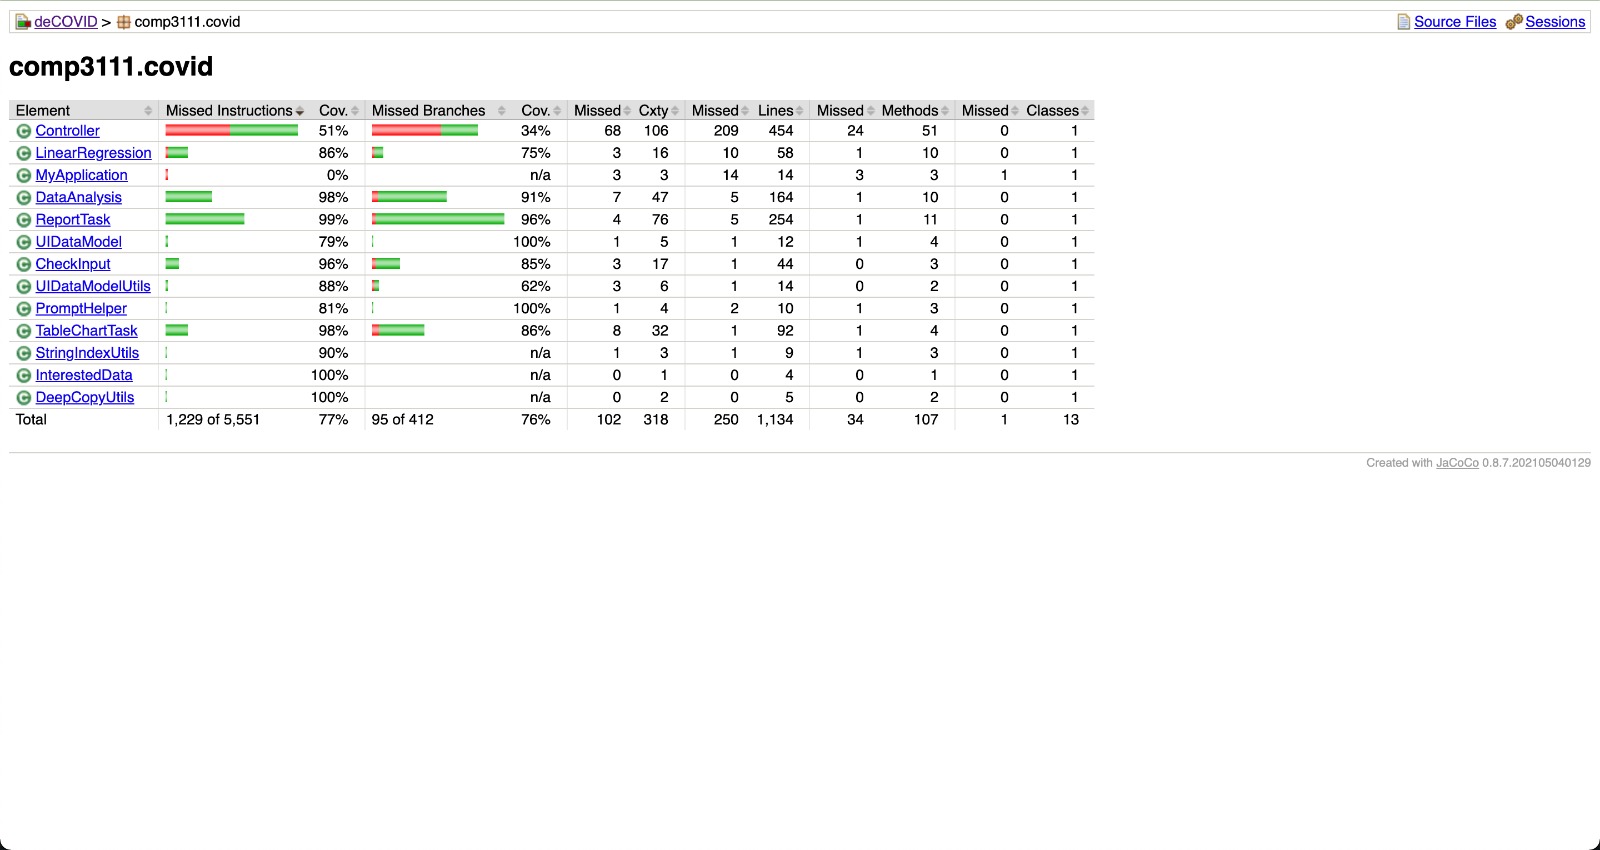 deCOVID > comp3111.covid Source Files Sessions
comp3111.covid
Element Missed Instructions Cov. Missed Branches Cov. Missed Cxty Missed Lines Missed Methods Missed Classes
Controller 51% 34% 68 106 209 454 24 51 0 1
LinearRegression 86% 75% 3 16 10 58 1 10 0 1
MyApplication 0% n/a 3 3 14 14 3 3 1 1
DataAnalysis 98% 91% 7 47 5 164 1 10 0 1
ReportTask 99% 96% 4 76 5 254 1 11 0 1
UIDataModel 79% 100% 1 5 1 12 1 4 0 1
CheckInput 96% 85% 3 17 1 44 0 3 0 1
UIDataModelUtils 88% 62% 3 6 1 14 0 2 0 1
PromptHelper 81% 100% 1 4 2 10 1 3 0 1
TableChartTask 98% 86% 8 32 1 92 1 4 0 1
StringIndexUtils 90% n/a 1 3 1 9 1 3 0 1
InterestedData 100% n/a 0 1 0 4 0 1 0 1
DeepCopyUtils 100% n/a 0 2 0 5 0 2 0 1
Total 1,229 of 5,551 77% 95 of 412 76% 102 318 250 1,134 34 107 1 13
Created with JaCoCo 0.8.7.202105040129